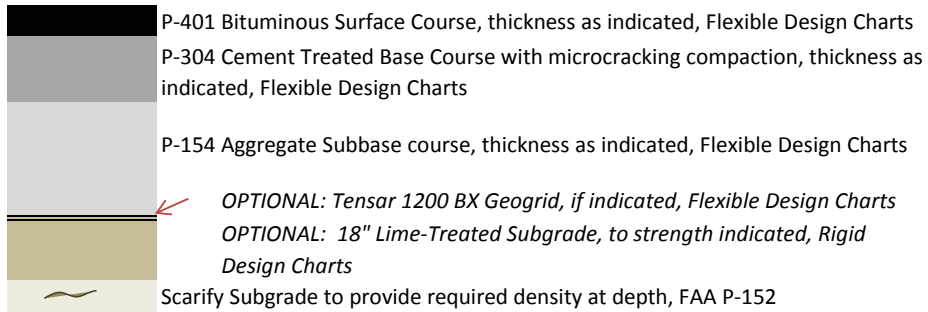 P-401 Bituminous Surface Course, thickness as indicated, Flexible Design Charts
P-304 Cement Treated Base Course with microcracking compaction, thickness as
indicated, Flexible Design Charts
P-154 Aggregate Subbase course, thickness as indicated, Flexible Design Charts
OPTIONAL: Tensar 1200 BX Geogrid, if indicated, Flexible Design Charts
OPTIONAL:  18" Lime-Treated Subgrade, to strength indicated, Rigid
Design Charts
Scarify Subgrade to provide required density at depth, FAA P-152